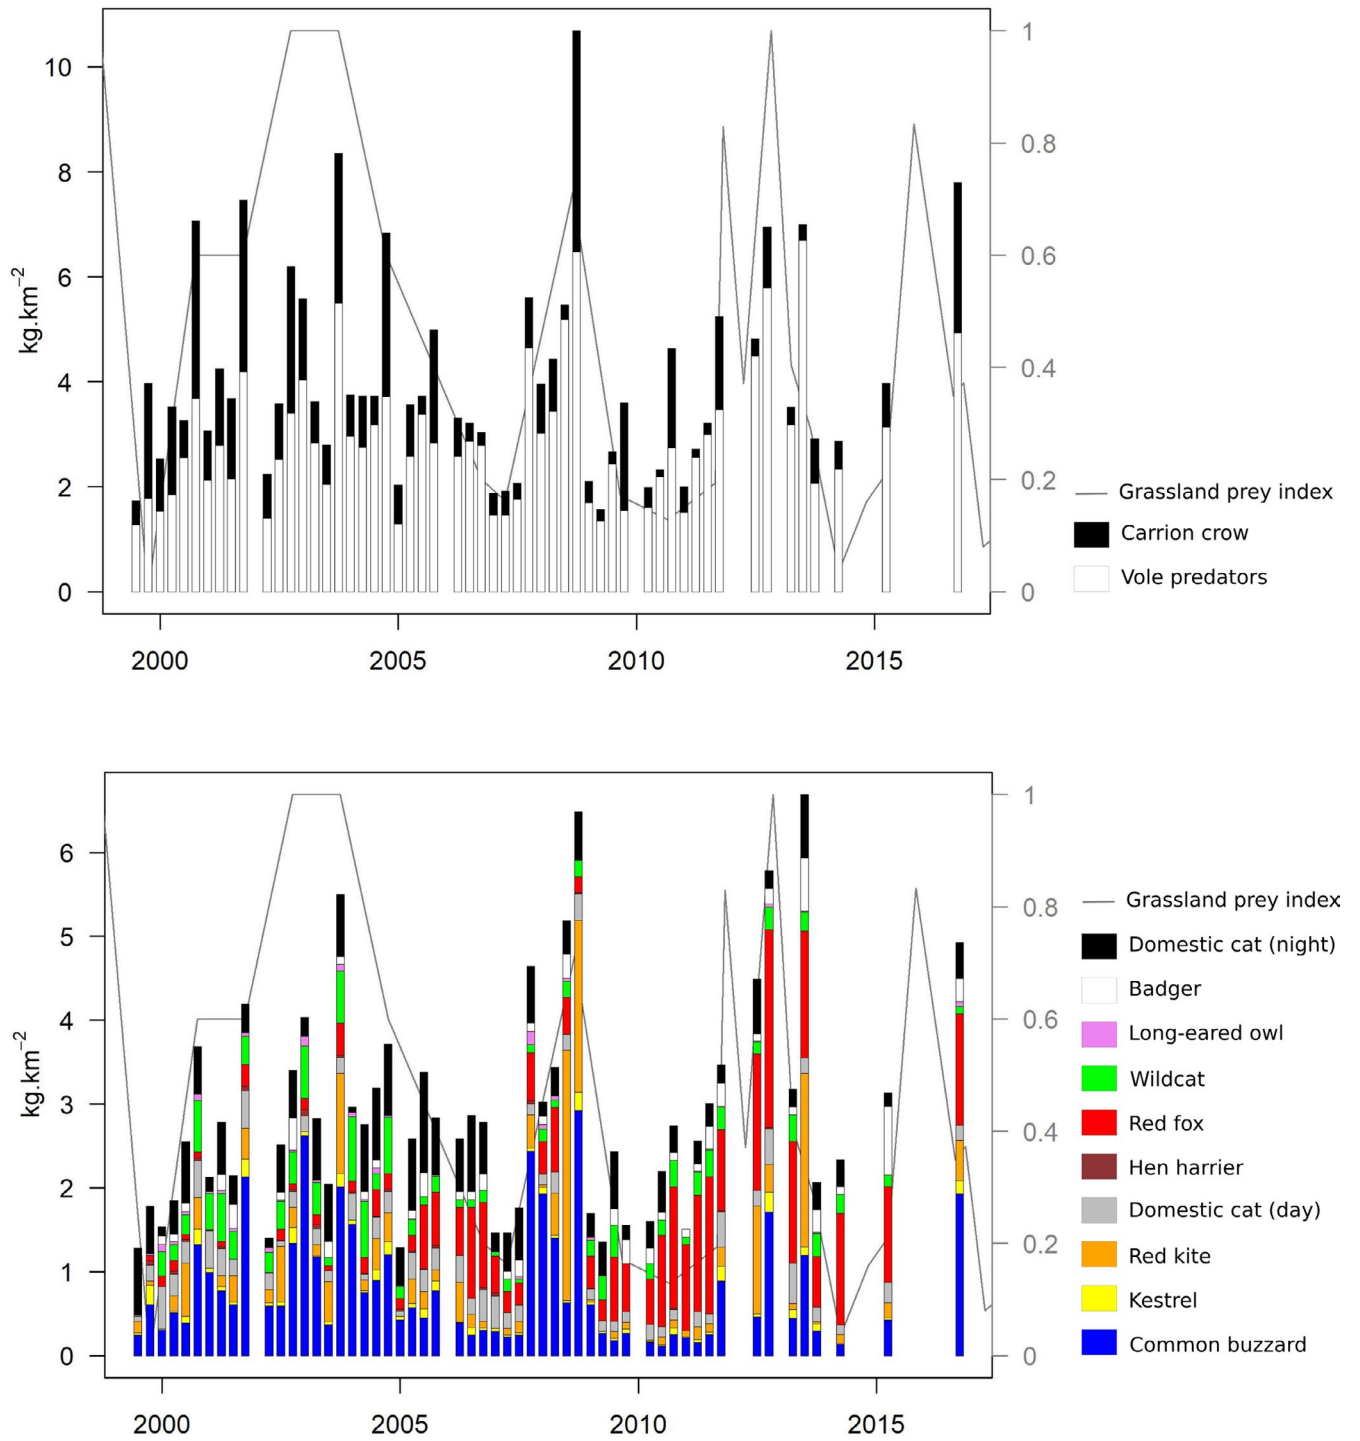 10
8
6
4
2
0
kg.km⁻²
1
0.8
0.6
0.4
0.2
0
2000 2005 2010 2015
Grassland prey index
Carrion crow
Vole predators
6
5
4
3
2
1
0
kg.km⁻²
1
0.8
0.6
0.4
0.2
0
2000 2005 2010 2015
Grassland prey index
Domestic cat (night)
Badger
Long-eared owl
Wildcat
Red fox
Hen harrier
Domestic cat (day)
Red kite
Kestrel
Common buzzard